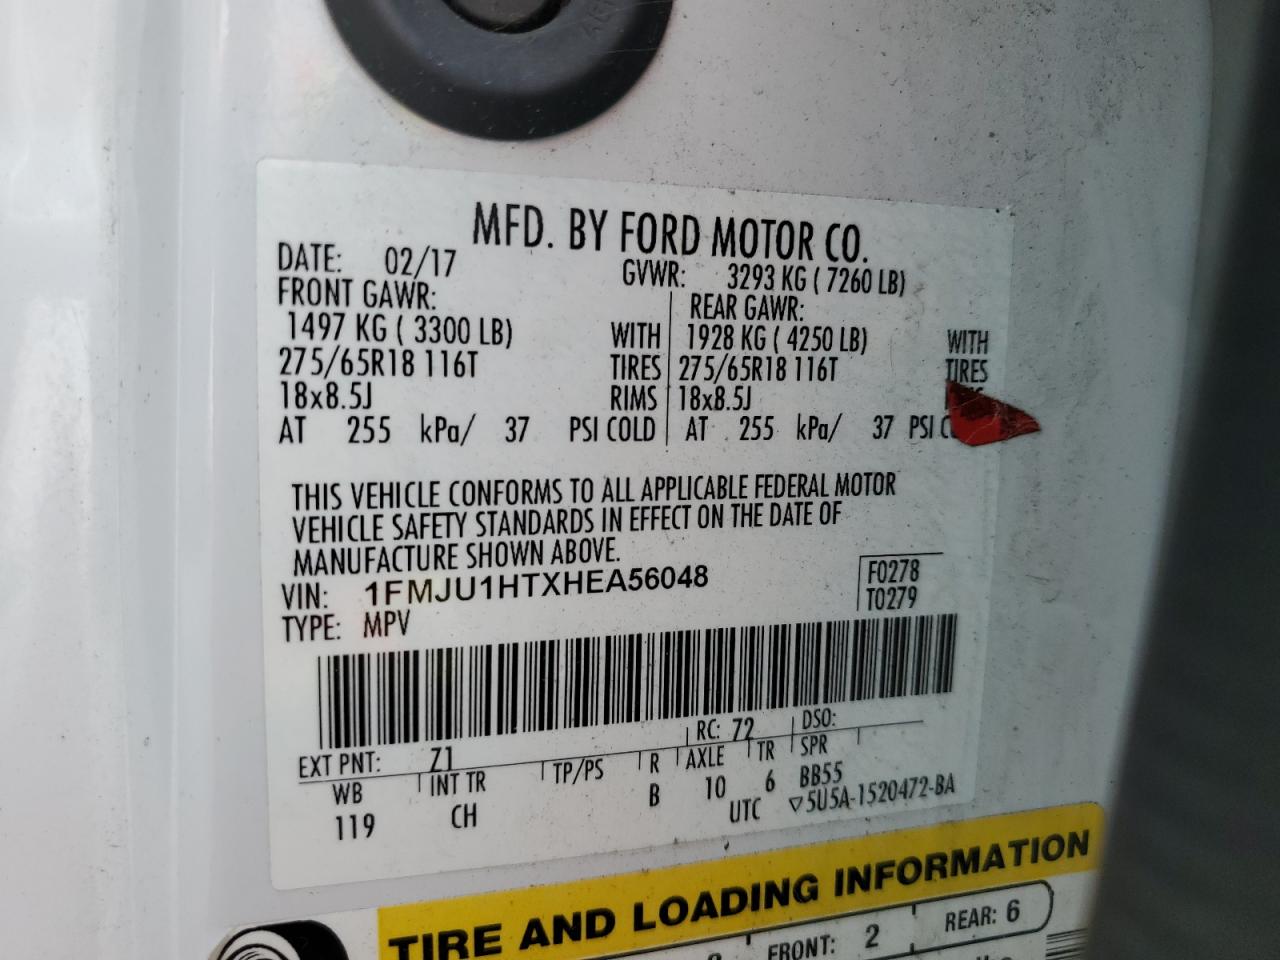 MFD. BY FORD MOTOR CO.
DATE: 02/17 GVWR: 3293 KG ( 7260 LB)
FRONT GAWR: REAR GAWR:
1497 KG ( 3300 LB) WITH 1928 KG ( 4250 LB) WITH
275/65R18 116T TIRES 275/65R18 116T TIRES
18x8.5J RIMS 18x8.5J
AT 255 kPa/ 37 PSI COLD AT 255 kPa/ 37 PSI
THIS VEHICLE CONFORMS TO ALL APPLICABLE FEDERAL MOTOR
VEHICLE SAFETY STANDARDS IN EFFECT ON THE DATE OF
MANUFACTURE SHOWN ABOVE.
VIN: 1FMJU1HTXHEA56048 F0278
TYPE: MPV T0279
EXT PNT: Z1 RC: 72 DSO:
WB INT TR TP/PS R AXLE TR SPR
119 CH B 10 6 BB55
UTC ▽5U5A-1520472-BA
TIRE AND LOADING INFORMATION
FRONT: 2 REAR: 6